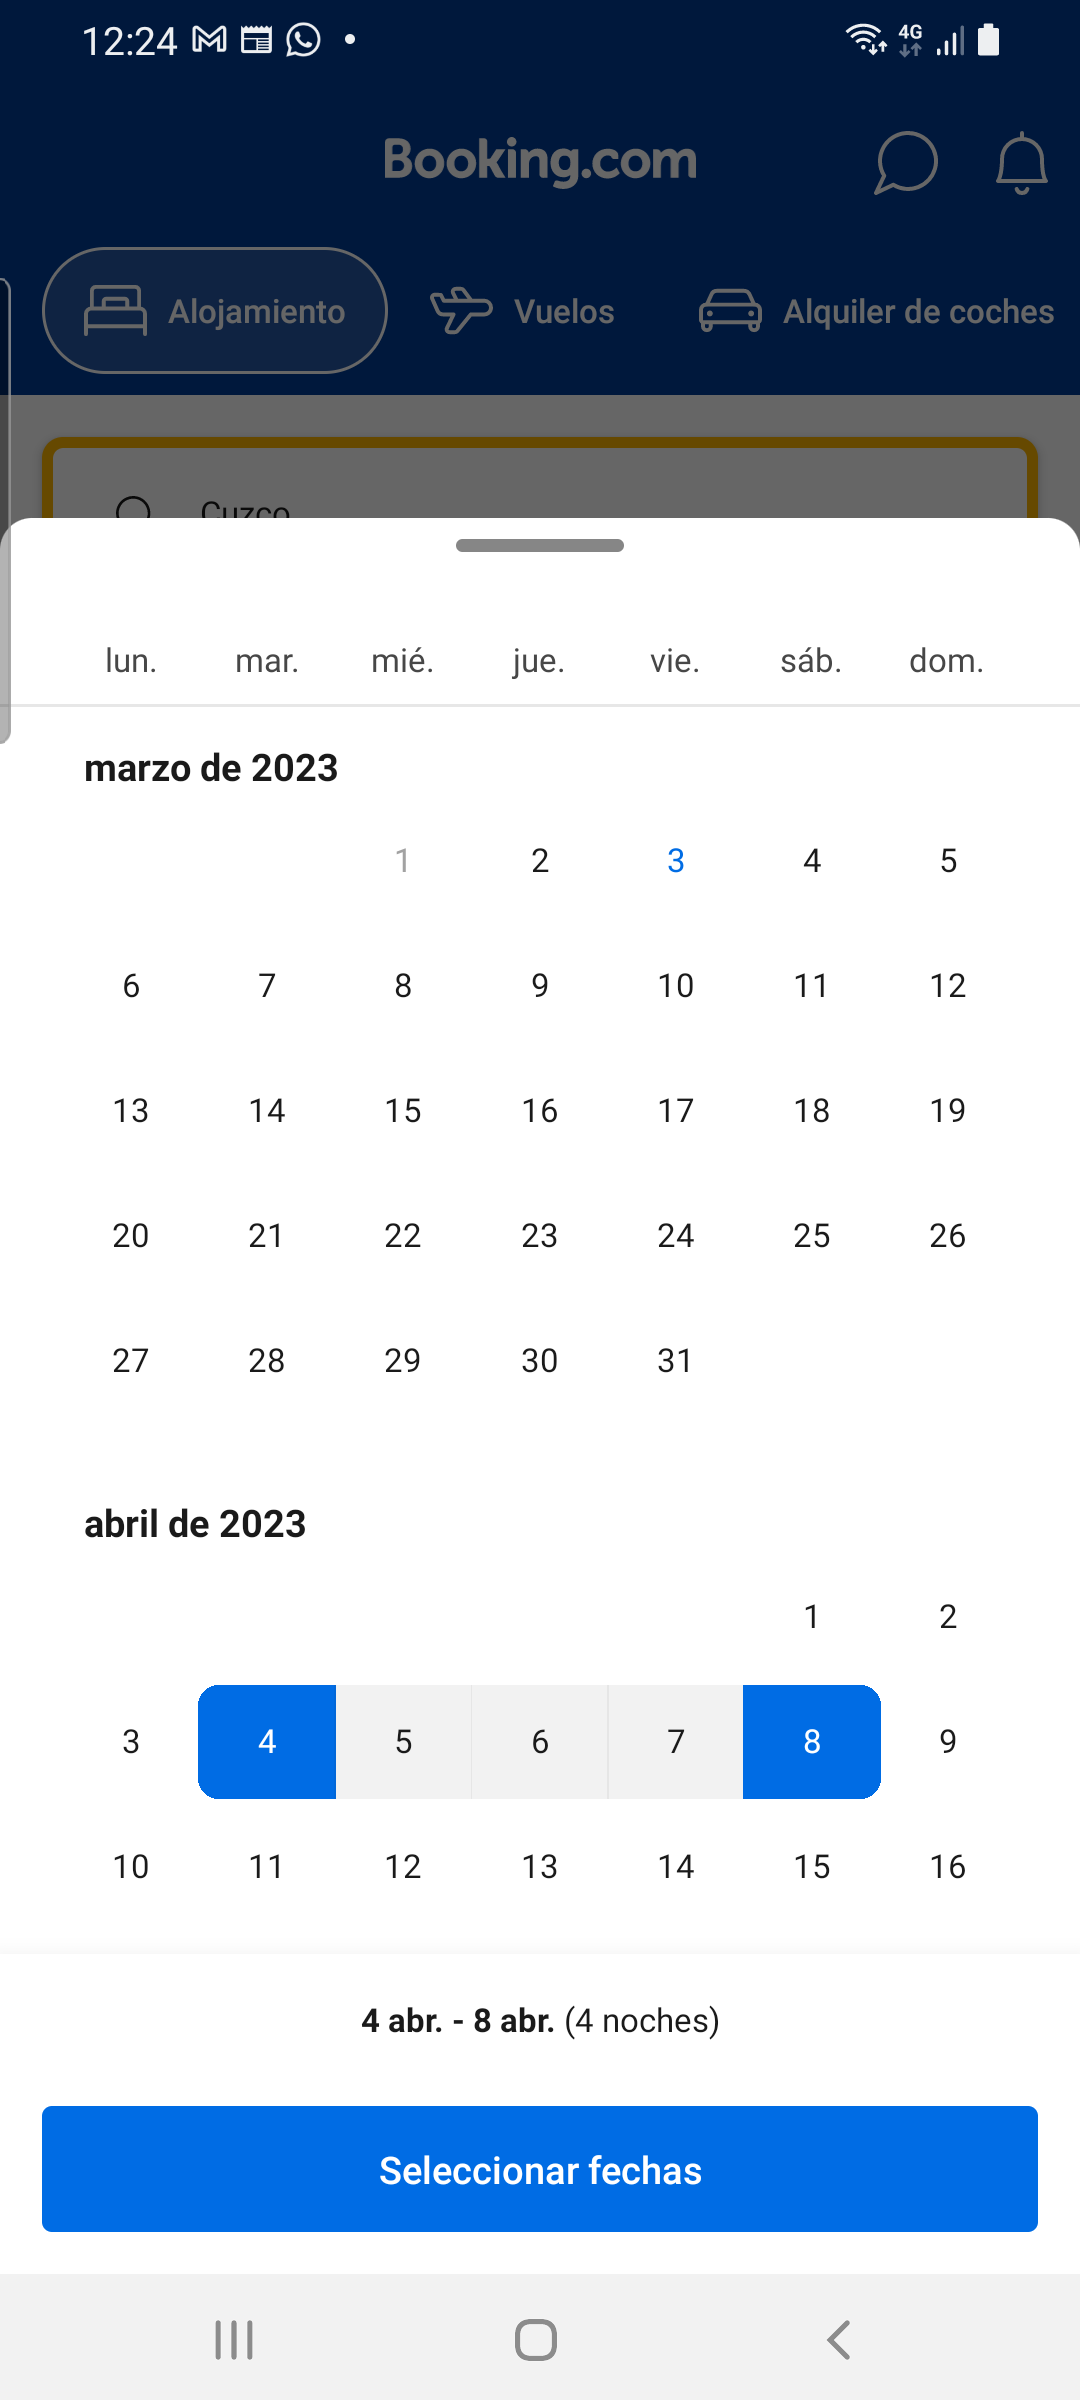 12:24
4G
Booking.com
Alojamiento Vuelos Alquiler de coches
Cuzco
lun. mar. mié. jue. vie. sáb. dom.
marzo de 2023
1 2 3 4 5
6 7 8 9 10 11 12
13 14 15 16 17 18 19
20 21 22 23 24 25 26
27 28 29 30 31
abril de 2023
1 2
3 4 5 6 7 8 9
10 11 12 13 14 15 16
4 abr. - 8 abr. (4 noches)
Seleccionar fechas